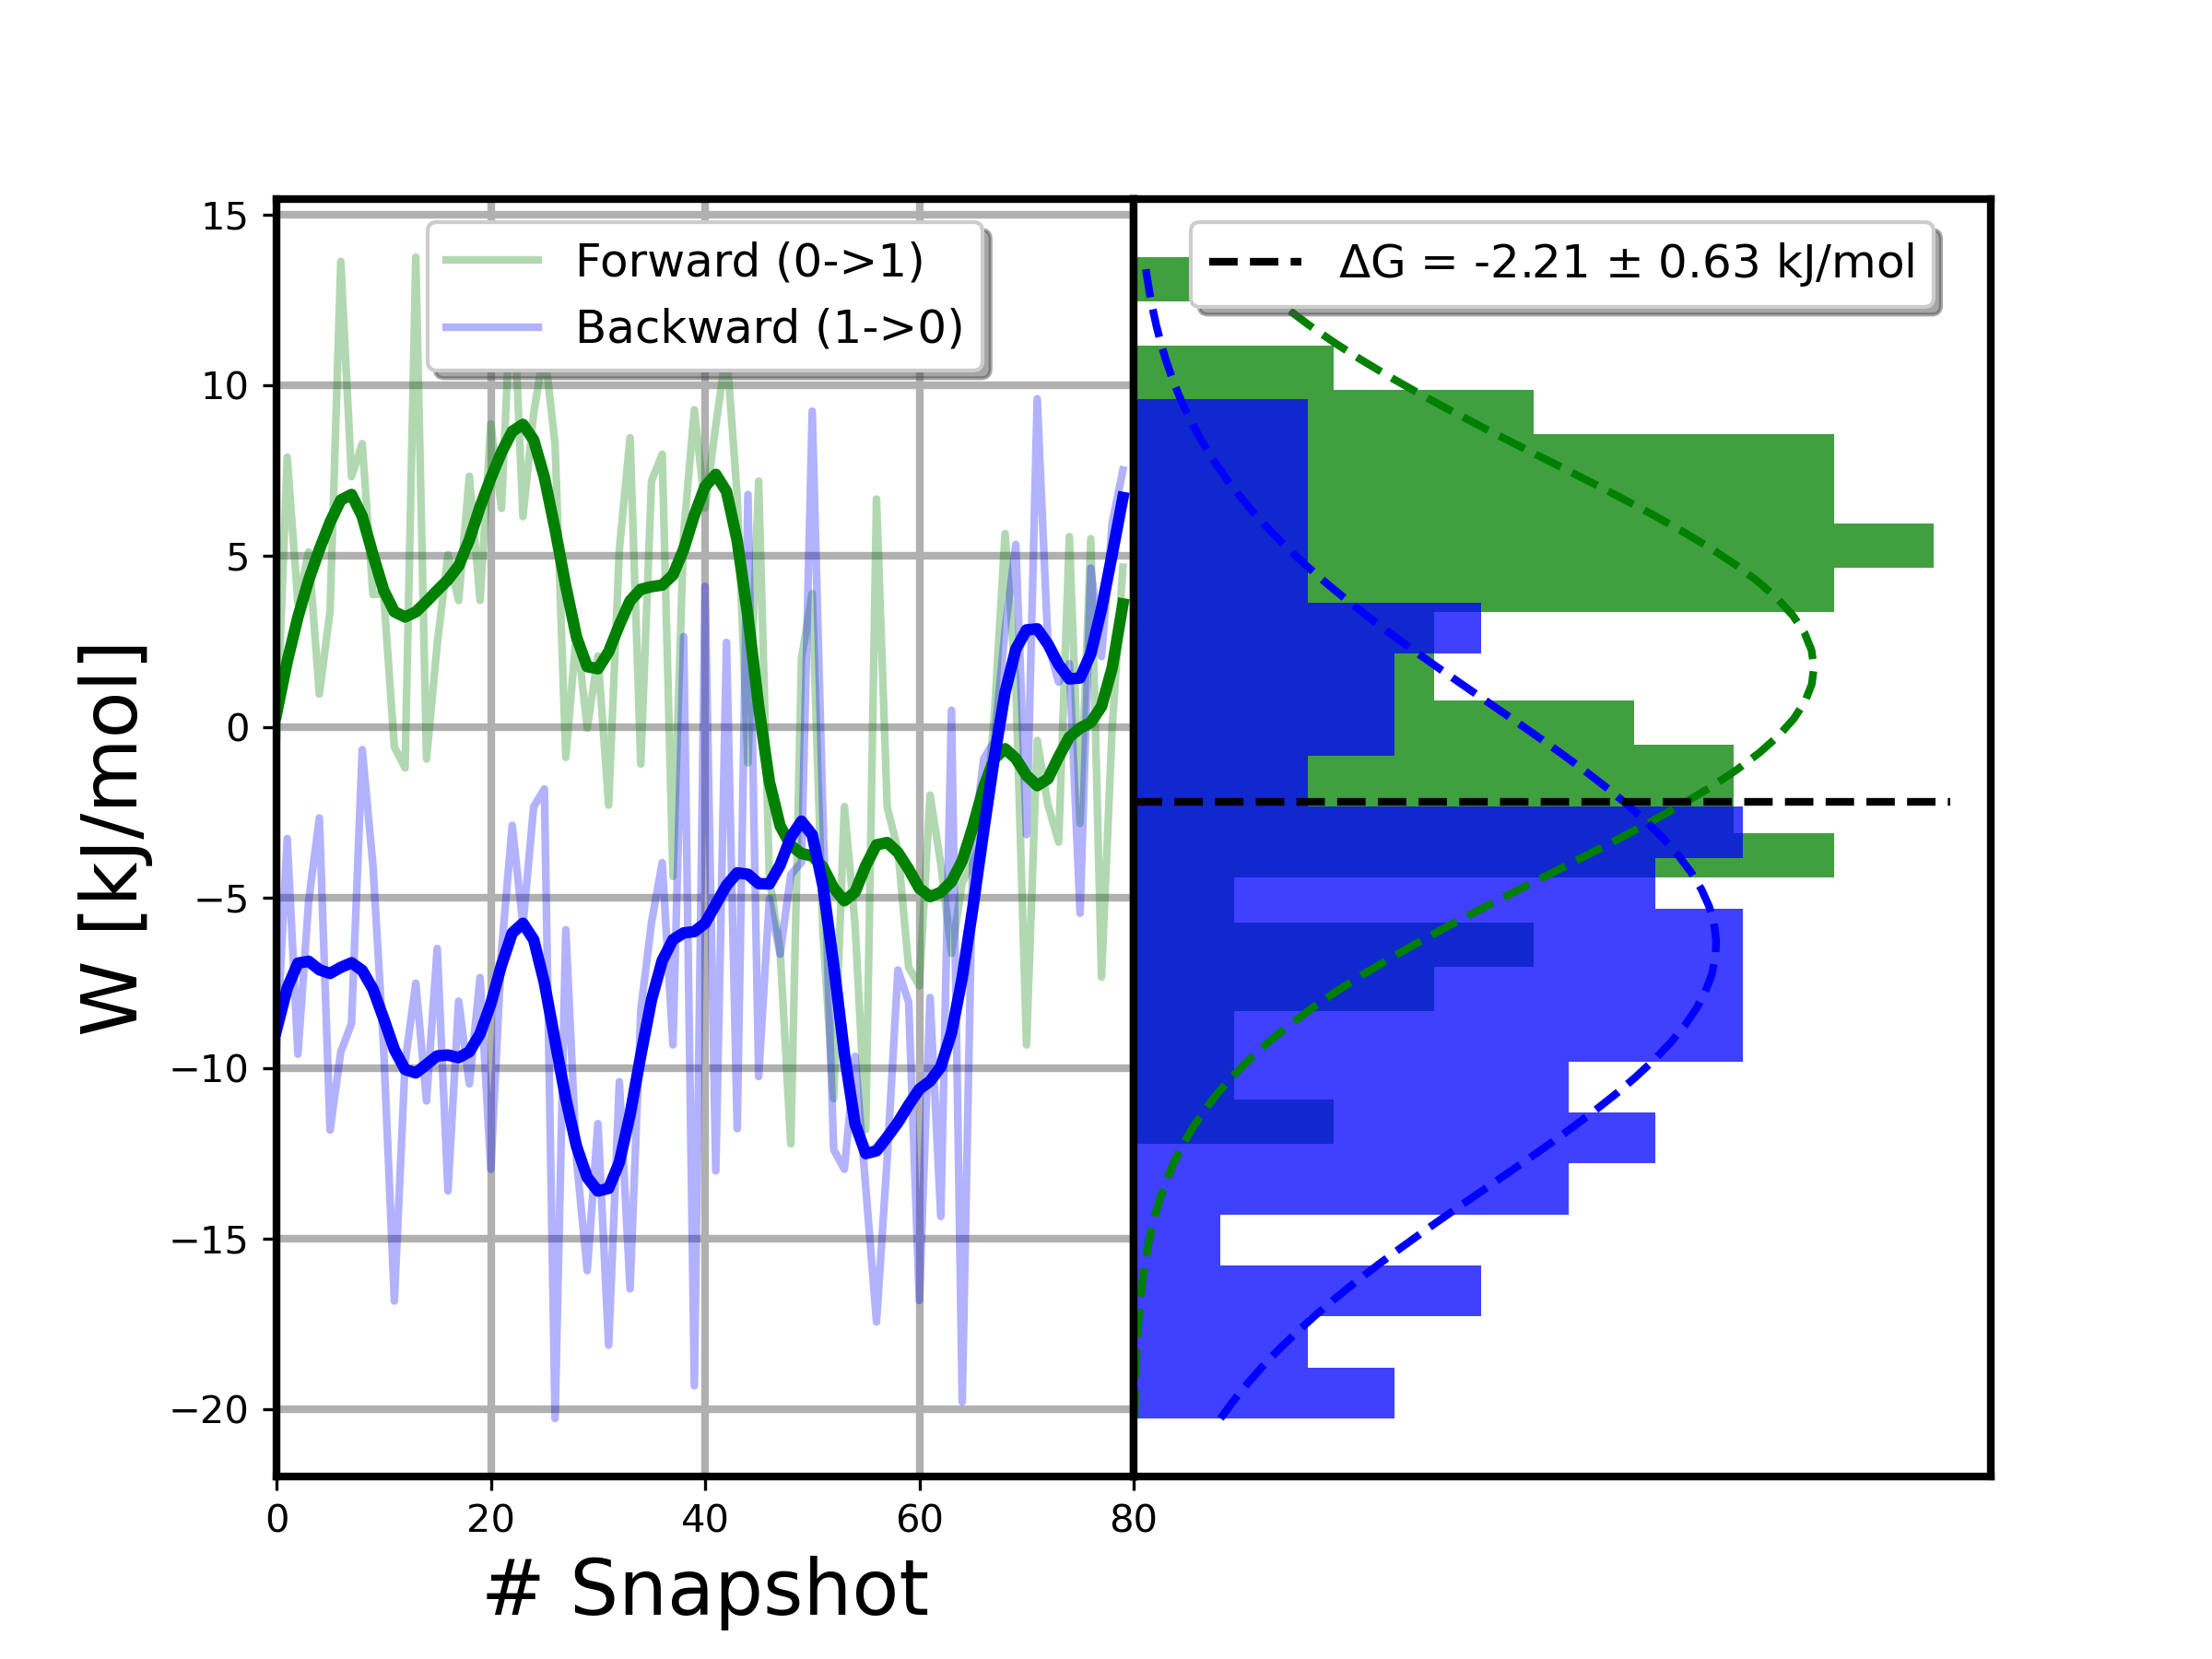 Forward (0->1)
Backward (1->0)
ΔG = -2.21 ± 0.63 kJ/mol
W [kJ/mol]
15
10
5
0
−5
−10
−15
−20
0 20 40 60 80
# Snapshot